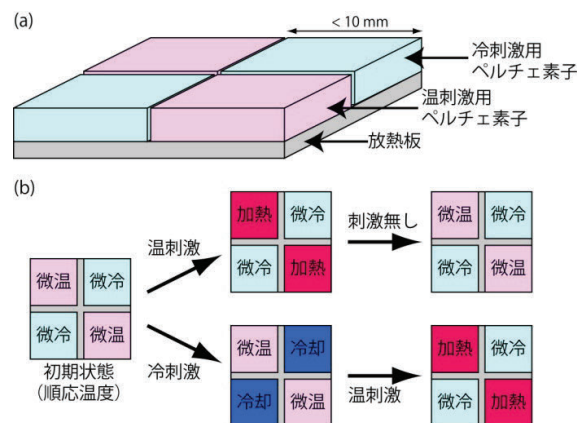 (a)
< 10 mm
冷刺激用
ペルチェ素子
温刺激用
ペルチェ素子
放熱板
(b)
加熱 微冷
微冷 加熱
温刺激
刺激無し
微温 微冷
微冷 微温
微温 微冷
微冷 微温
初期状態
(順応温度)
冷刺激
微温 冷却
冷却 微温
温刺激
加熱 微冷
微冷 加熱